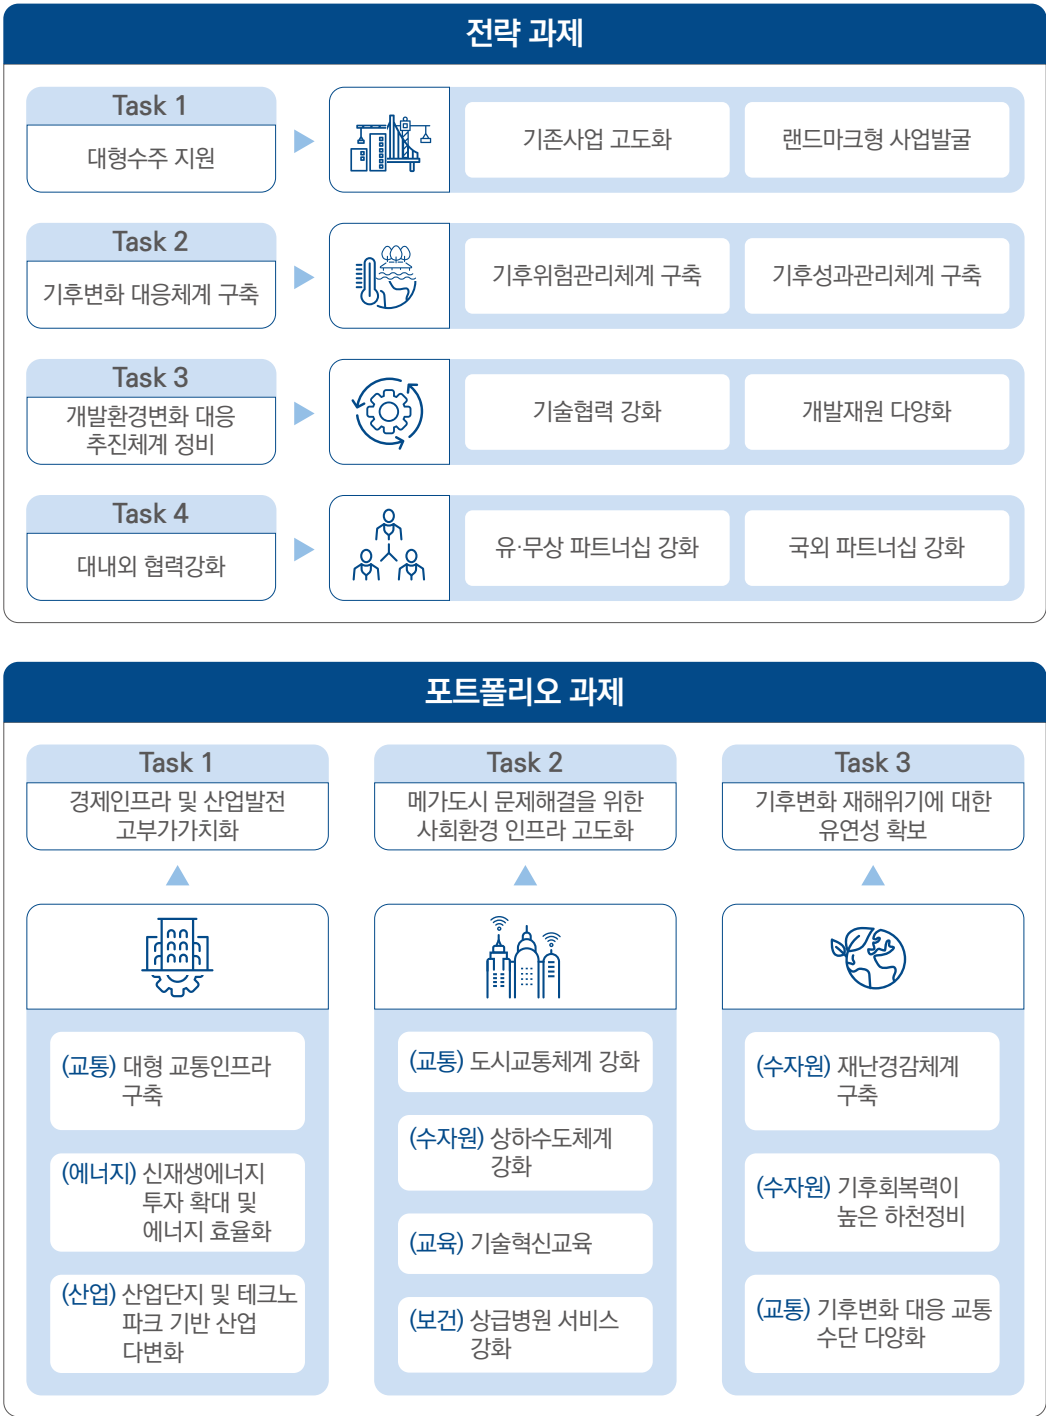 전략 과제
Task 1
대형수주 지원
기존사업 고도화
랜드마크형 사업발굴
Task 2
기후변화 대응체계 구축
기후위험관리체계 구축
기후성과관리체계 구축
Task 3
개발환경변화 대응
추진체계 정비
기술협력 강화
개발재원 다양화
Task 4
대내외 협력강화
유·무상 파트너십 강화
국외 파트너십 강화
포트폴리오 과제
Task 1
경제인프라 및 산업발전
고부가가치화
(교통) 대형 교통인프라
구축
(에너지) 신재생에너지
투자 확대 및
에너지 효율화
(산업) 산업단지 및 테크노
파크 기반 산업
다변화
Task 2
메가도시 문제해결을 위한
사회환경 인프라 고도화
(교통) 도시교통체계 강화
(수자원) 상하수도체계
강화
(교육) 기술혁신교육
(보건) 상급병원 서비스
강화
Task 3
기후변화 재해위기에 대한
유연성 확보
(수자원) 재난경감체계
구축
(수자원) 기후회복력이
높은 하천정비
(교통) 기후변화 대응 교통
수단 다양화